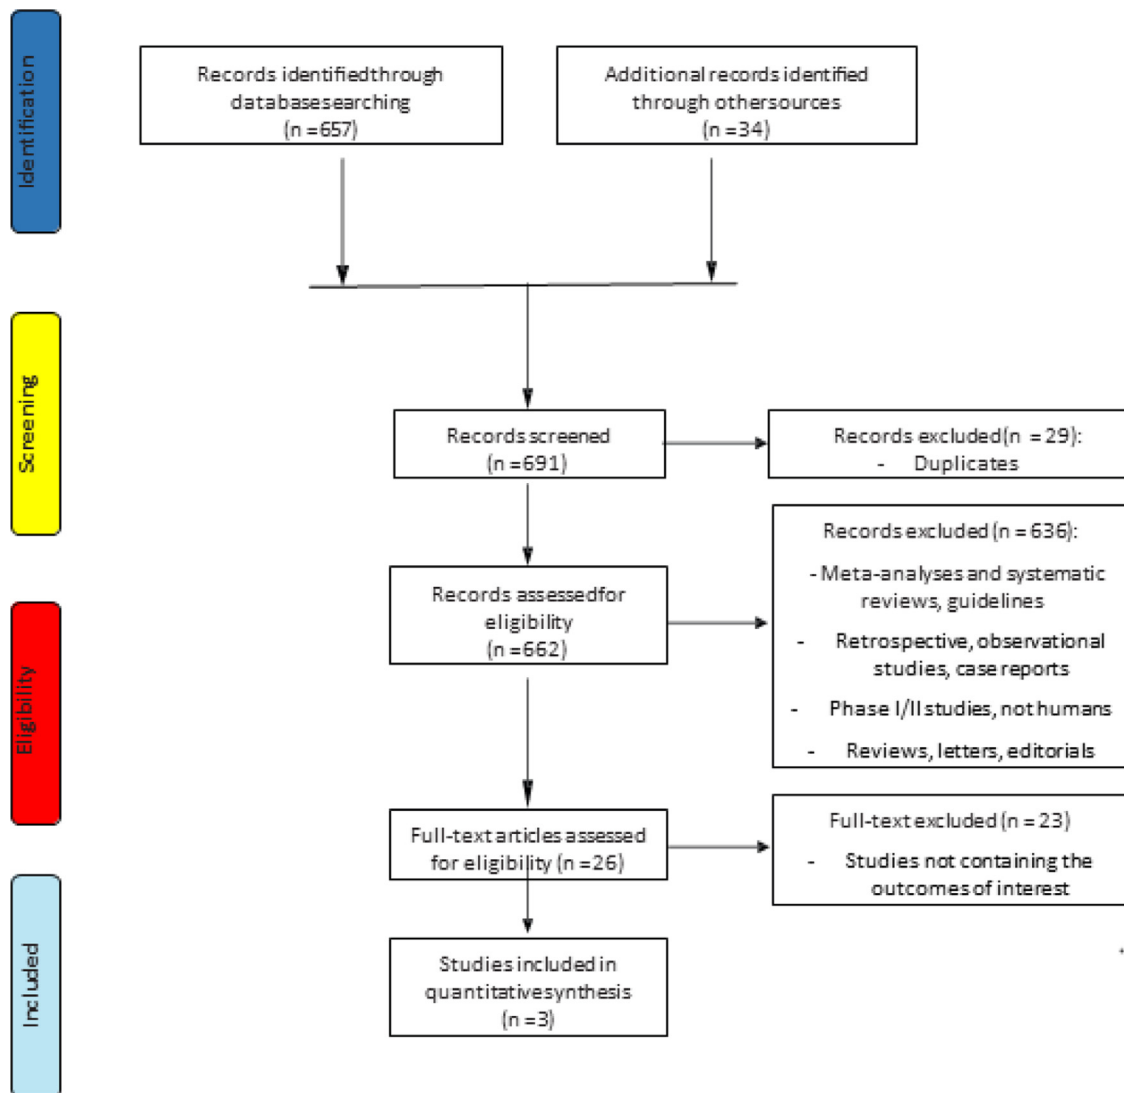 Identification
Records identifiedthrough
databasesearching
(n =657)
Additional records identified
through othersources
(n =34)
Screening
Records screened
(n =691)
Records excluded(n = 29):
- Duplicates
Eligibility
Records assessedfor
eligibility
(n =662)
Records excluded (n = 636):
-Meta-analyses and systematic
reviews, guidelines
- Retrospective, observational
studies, case reports
- Phase I/II studies, not humans
- Reviews, letters, editorials
Full-text articles assessed
for eligibility (n =26)
Full-text excluded (n = 23)
- Studies not containing the
outcomes of interest
Included
Studies included in
quantitativesynthesis
(n =3)